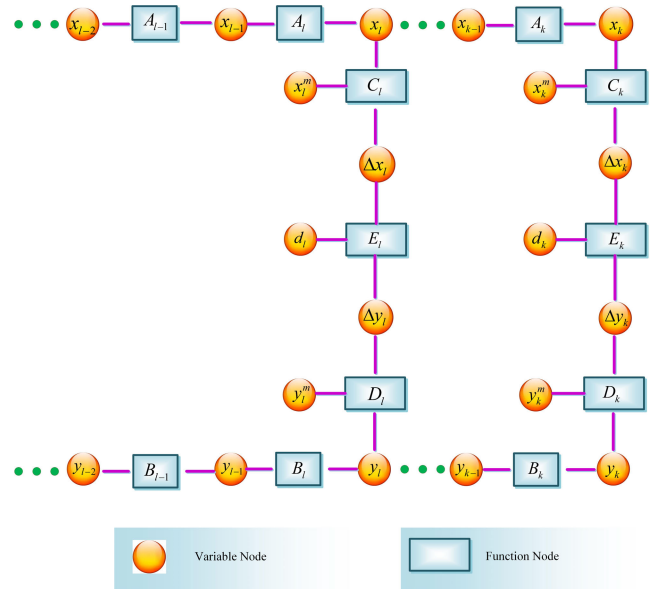 x_{l-2} A_{l-1} x_{l-1} A_l x_l x_{k-1} A_k x_k
x_l^m C_l x_k^m C_k
Δx_l Δx_k
d_l E_l d_k E_k
Δy_l Δy_k
y_l^m D_l y_k^m D_k
y_{l-2} B_{l-1} y_{l-1} B_l y_l y_{k-1} B_k y_k
Variable Node Function Node